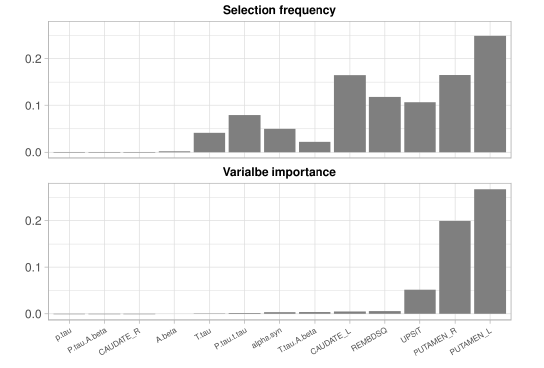 Selection frequency
0.2
0.1
0.0
Varialbe importance
0.2
0.1
0.0
p.tau
P.tau.A.beta
CAUDATE_R
A.beta
T.tau
P.tau.t.tau
alpha.syn
T.tau.A.beta
CAUDATE_L
REMBDSQ
UPSIT
PUTAMEN_R
PUTAMEN_L